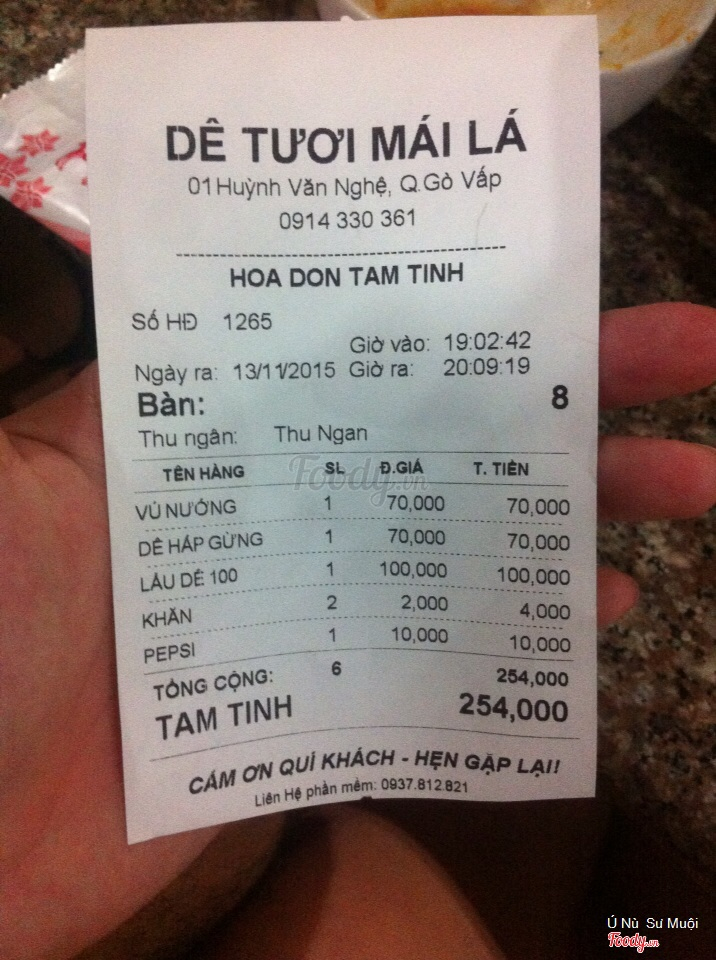 DÊ TƯƠI MÁI LÁ
01 Huỳnh Văn Nghệ, Q.Gò Vấp
0914 330 361
HOA DON TAM TINH
Số HĐ 1265
Giờ vào: 19:02:42
Ngày ra: 13/11/2015 Giờ ra: 20:09:19
Bàn: 8
Thu ngân: Thu Ngan
TÊN HÀNG SL Đ.GIÁ T. TIỀN
Foody.vn
VÚ NƯỚNG 1 70,000 70,000
DÊ HẤP GỪNG 1 70,000 70,000
LẨU DÊ 100 1 100,000 100,000
KHĂN 2 2,000 4,000
PEPSI 1 10,000 10,000
TỔNG CỘNG: 6 254,000
TAM TINH 254,000
CÁM ƠN QUÍ KHÁCH - HẸN GẶP LẠI!
Liên Hệ phần mềm: 0937.812.821
Ú Nù Sư Muội
Foody.vn